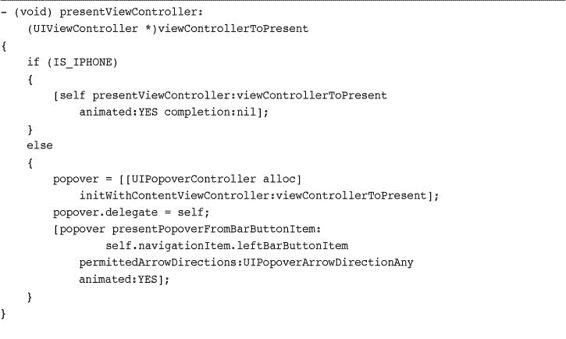 - (void) presentViewController:
    (UIViewController *)viewControllerToPresent
{
    if (IS_IPHONE)
    {
        [self presentViewController:viewControllerToPresent
            animated:YES completion:nil];
    }
    else
    {
        popover = [[UIPopoverController alloc]
            initWithContentViewController:viewControllerToPresent];
        popover.delegate = self;
        [popover presentPopoverFromBarButtonItem:
                self.navigationItem.leftBarButtonItem
            permittedArrowDirections:UIPopoverArrowDirectionAny
            animated:YES];
    }
}